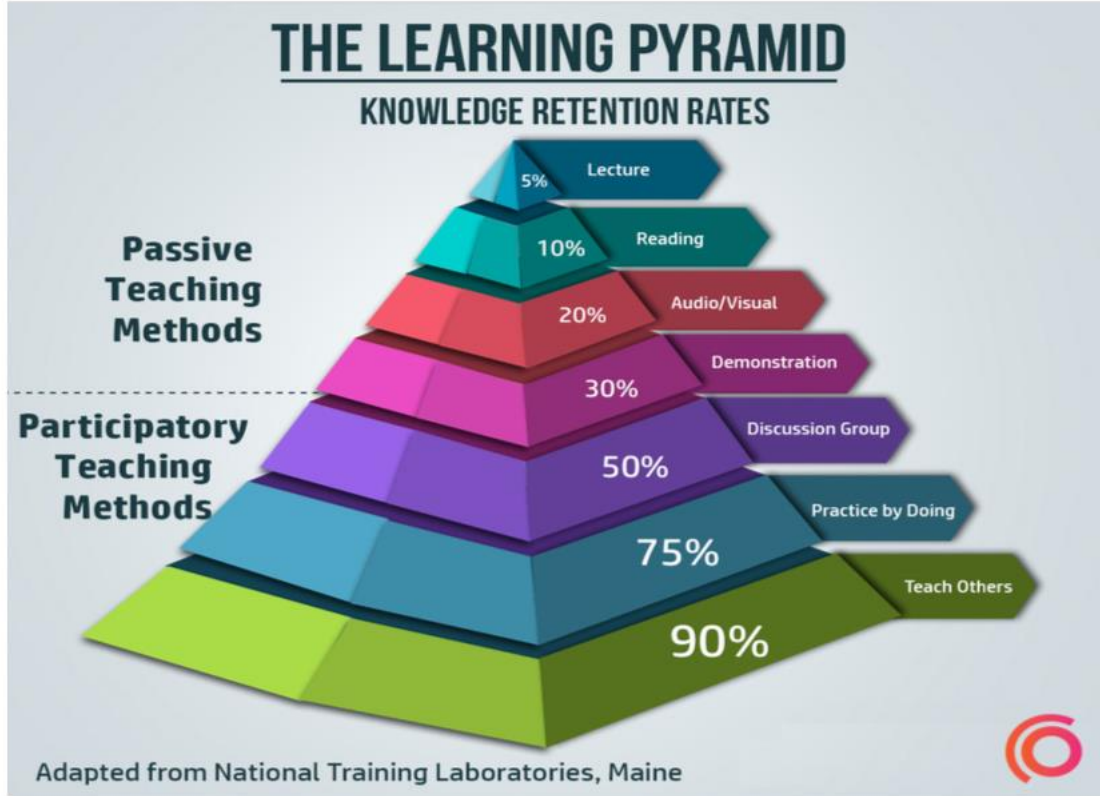 THE LEARNING PYRAMID
KNOWLEDGE RETENTION RATES
5%
Lecture
10%
Reading
20%
Audio/Visual
30%
Demonstration
50%
Discussion Group
75%
Practice by Doing
90%
Teach Others
Passive
Teaching
Methods
Participatory
Teaching
Methods
Adapted from National Training Laboratories, Maine